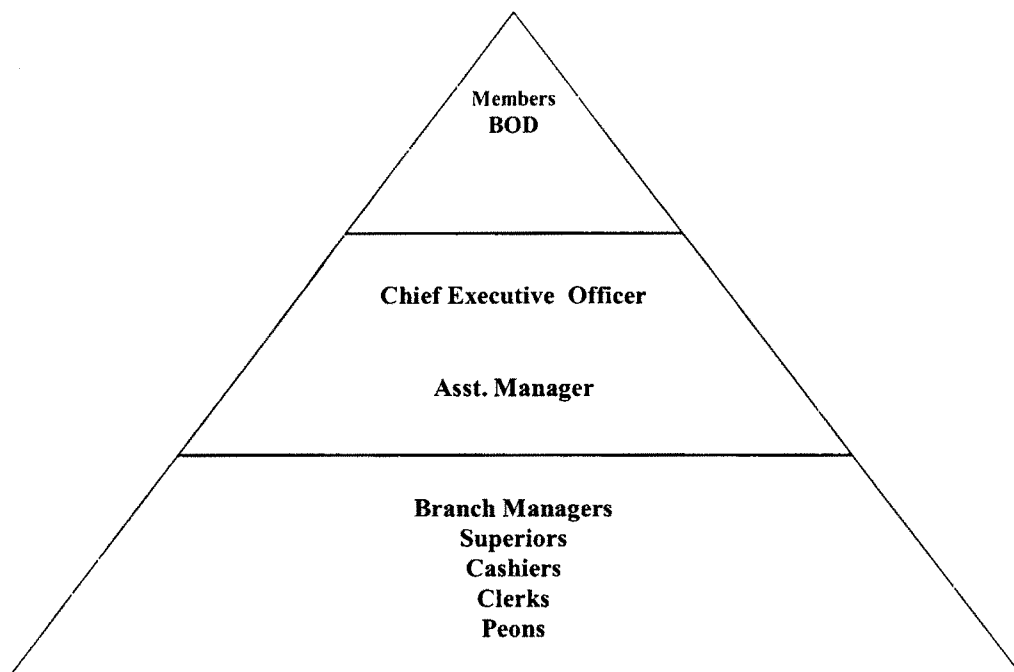 Members
BOD
Chief Executive Officer
Asst. Manager
Branch Managers
Superiors
Cashiers
Clerks
Peons